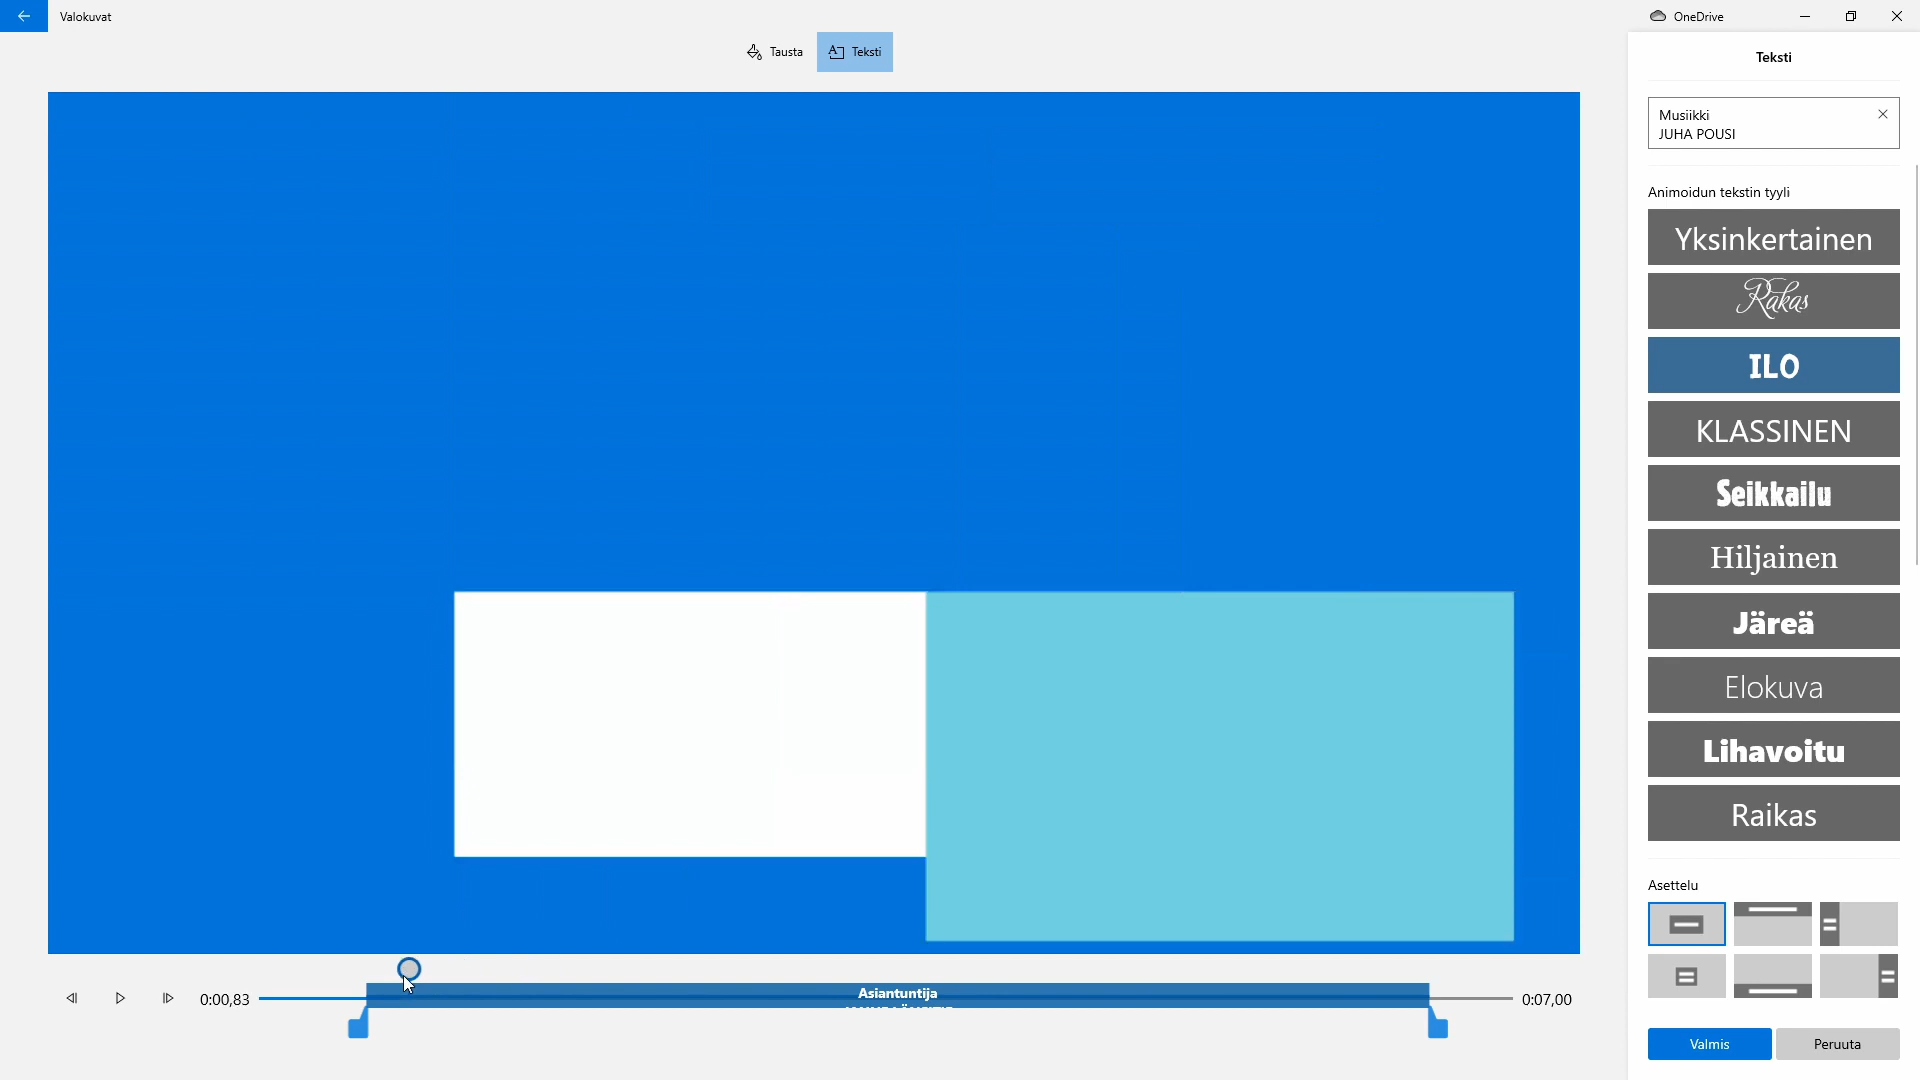 Valokuvat
OneDrive
Tausta
Teksti
Teksti
Musiikki
JUHA POUSI
Animoidun tekstin tyyli
Yksinkertainen
Rakas
ILO
KLASSINEN
Seikkailu
Hiljainen
Järeä
Elokuva
Lihavoitu
Raikas
Asettelu
0:00,83
Asiantuntija
0:07,00
Valmis
Peruuta